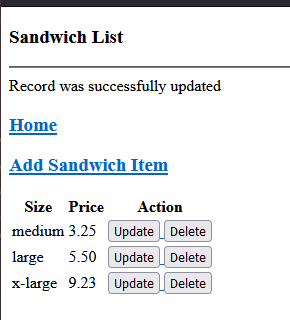 Sandwich List
Record was successfully updated
Home
Add Sandwich Item
Size Price Action
medium 3.25 Update Delete
large 5.50 Update Delete
x-large 9.23 Update Delete